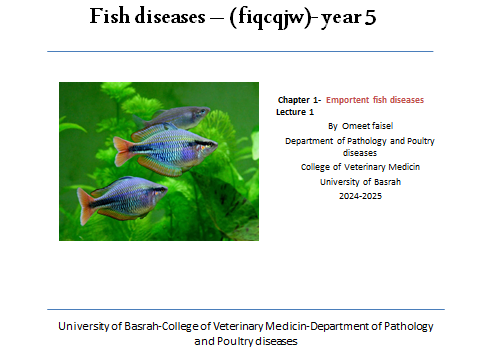 Fish diseases – (fiqcqjw)-year 5
Chapter 1- Emportent fish diseases
Lecture 1
By Omeet faisel
Department of Pathology and Poultry
diseases
College of Veterinary Medicin
University of Basrah
2024-2025
University of Basrah-College of Veterinary Medicin-Department of Pathology
and Poultry diseases